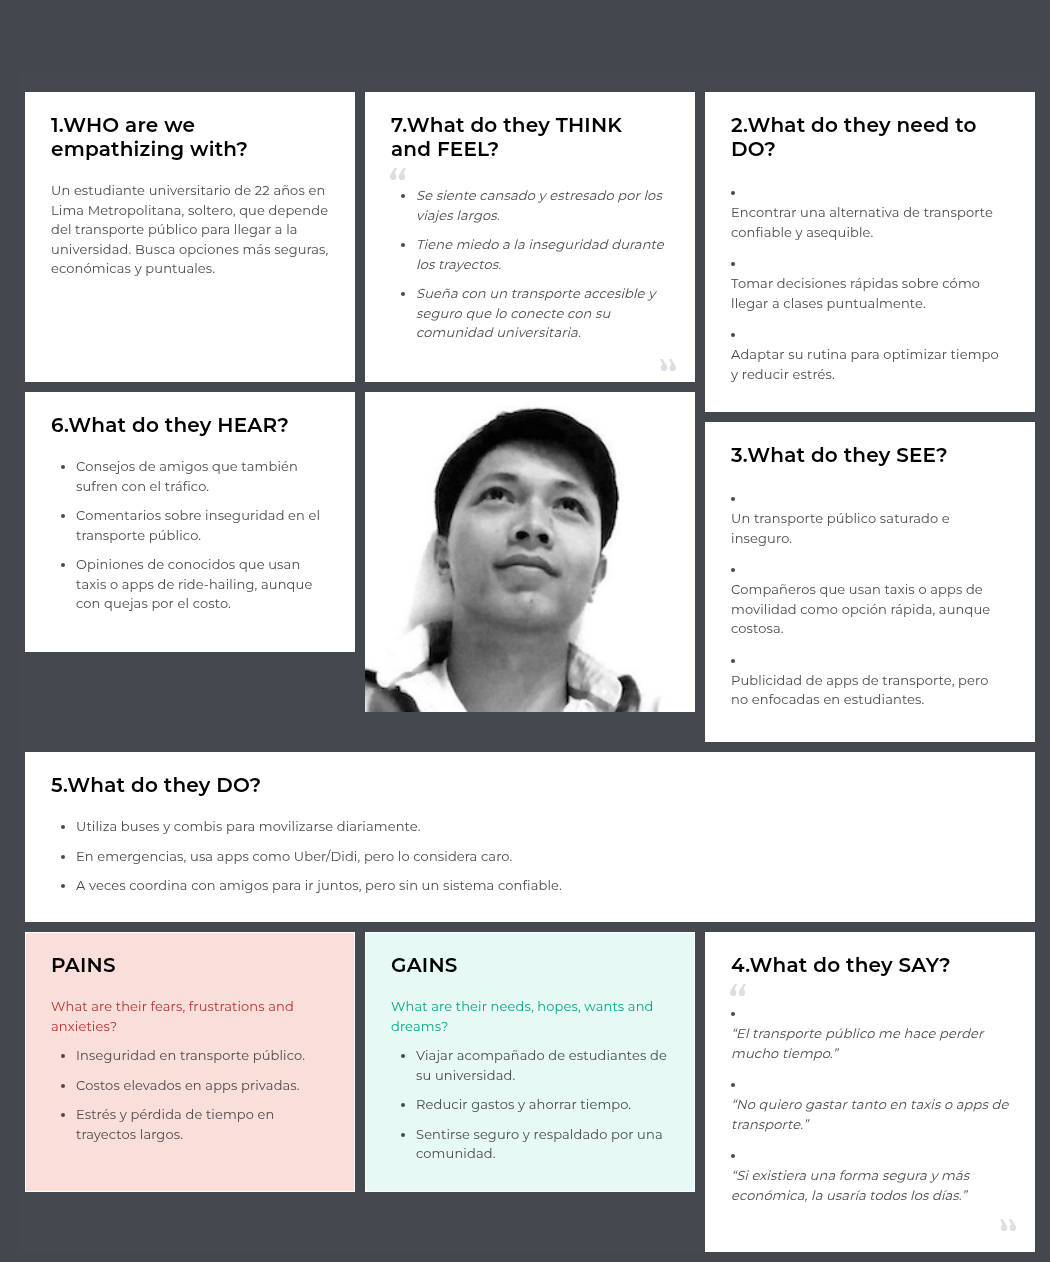 1.WHO are we
empathizing with?
Un estudiante universitario de 22 años en
Lima Metropolitana, soltero, que depende
del transporte público para llegar a la
universidad. Busca opciones más seguras,
económicas y puntuales.
7.What do they THINK
and FEEL?
“
• Se siente cansado y estresado por los
viajes largos.
• Tiene miedo a la inseguridad durante
los trayectos.
• Sueña con un transporte accesible y
seguro que lo conecte con su
comunidad universitaria.
”
2.What do they need to
DO?
•
Encontrar una alternativa de transporte
confiable y asequible.
•
Tomar decisiones rápidas sobre cómo
llegar a clases puntualmente.
•
Adaptar su rutina para optimizar tiempo
y reducir estrés.
6.What do they HEAR?
• Consejos de amigos que también
sufren con el tráfico.
• Comentarios sobre inseguridad en el
transporte público.
• Opiniones de conocidos que usan
taxis o apps de ride-hailing, aunque
con quejas por el costo.
3.What do they SEE?
•
Un transporte público saturado e
inseguro.
•
Compañeros que usan taxis o apps de
movilidad como opción rápida, aunque
costosa.
•
Publicidad de apps de transporte, pero
no enfocadas en estudiantes.
5.What do they DO?
• Utiliza buses y combis para movilizarse diariamente.
• En emergencias, usa apps como Uber/Didi, pero lo considera caro.
• A veces coordina con amigos para ir juntos, pero sin un sistema confiable.
PAINS
What are their fears, frustrations and
anxieties?
• Inseguridad en transporte público.
• Costos elevados en apps privadas.
• Estrés y pérdida de tiempo en
trayectos largos.
GAINS
What are their needs, hopes, wants and
dreams?
• Viajar acompañado de estudiantes de
su universidad.
• Reducir gastos y ahorrar tiempo.
• Sentirse seguro y respaldado por una
comunidad.
4.What do they SAY?
“
•
“El transporte público me hace perder
mucho tiempo.”
•
“No quiero gastar tanto en taxis o apps de
transporte.”
•
“Si existiera una forma segura y más
económica, la usaría todos los días.”
”